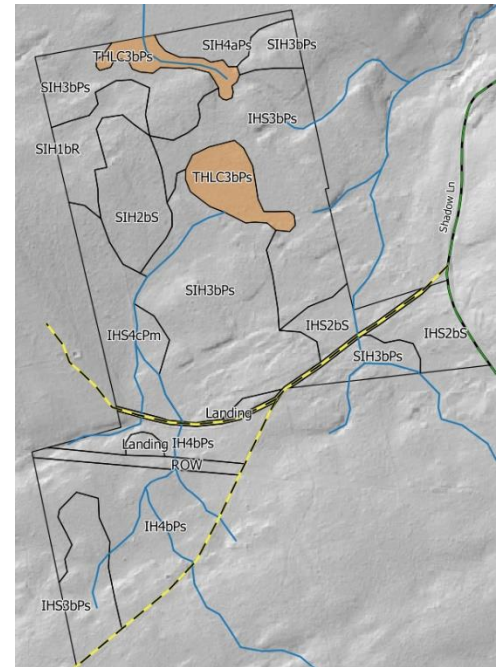 SIH4aPs
SIH3bPs
THLC3bPs
SIH3bPs
IHS3bPs
SIH1bR
THLC3bPs
SIH2bS
Shadow Ln
SIH3bPs
IHS4cPm
IHS2bS
IHS2bS
SIH3bPs
Landing
Landing
IH4bPs
ROW
IH4bPs
IHS3bPs